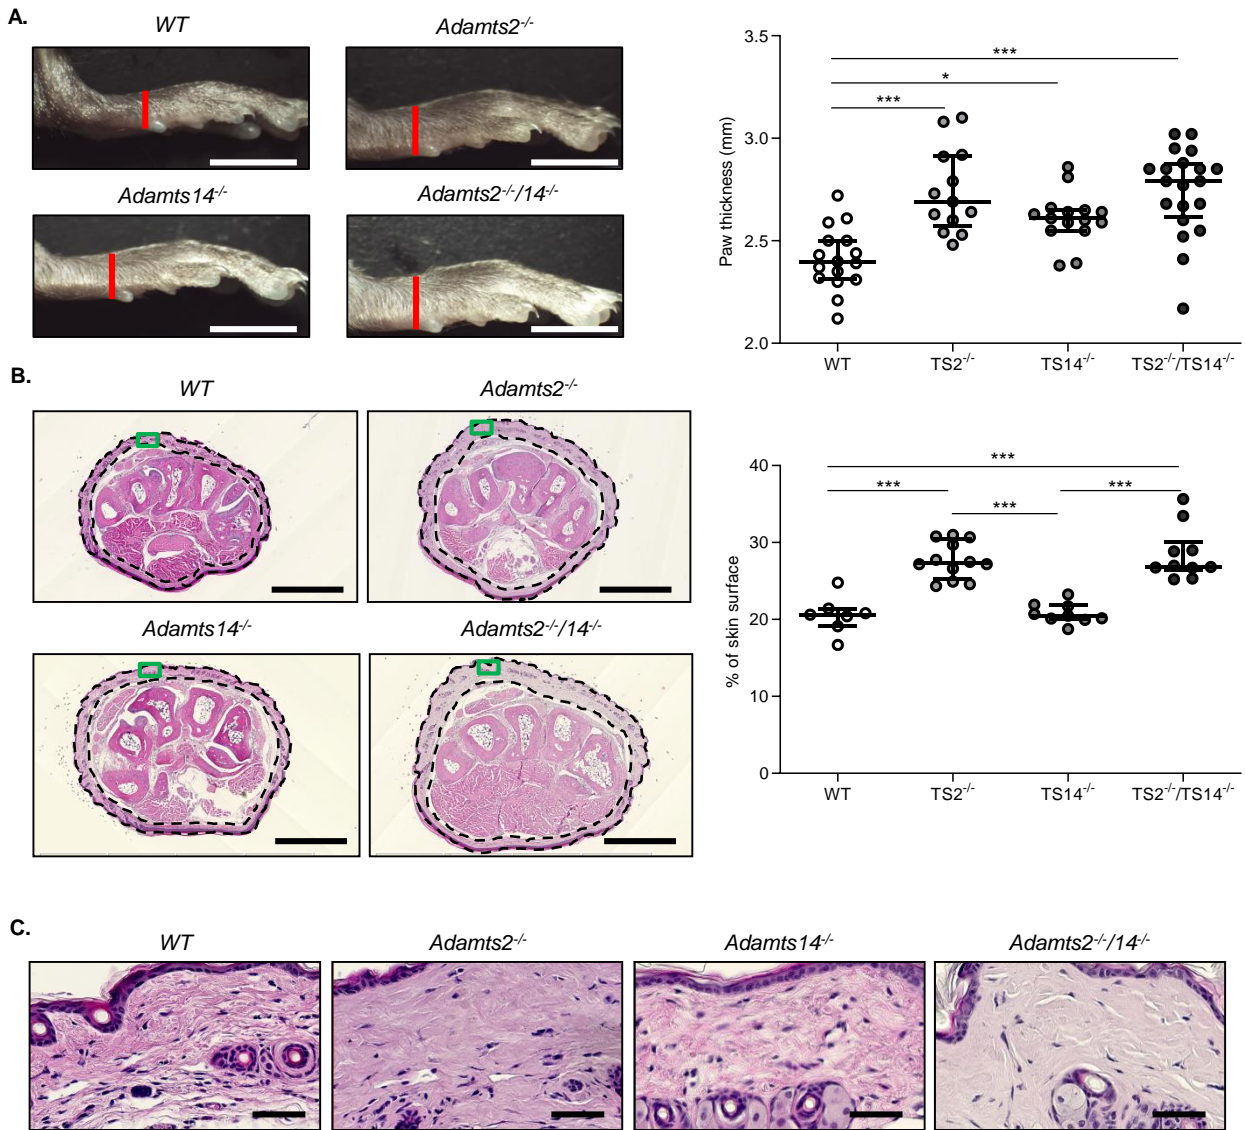 A.
WT
Adamts2-/-
Adamts14-/-
Adamts2-/-/14-/-
3.5
3.0
2.5
2.0
Paw thickness (mm)
***
*
***
WT
TS2-/-
TS14-/-
TS2-/-/TS14-/-
B.
WT
Adamts2-/-
Adamts14-/-
Adamts2-/-/14-/-
40
30
20
10
0
% of skin surface
***
***
***
***
WT
TS2-/-
TS14-/-
TS2-/-/TS14-/-
C.
WT
Adamts2-/-
Adamts14-/-
Adamts2-/-/14-/-